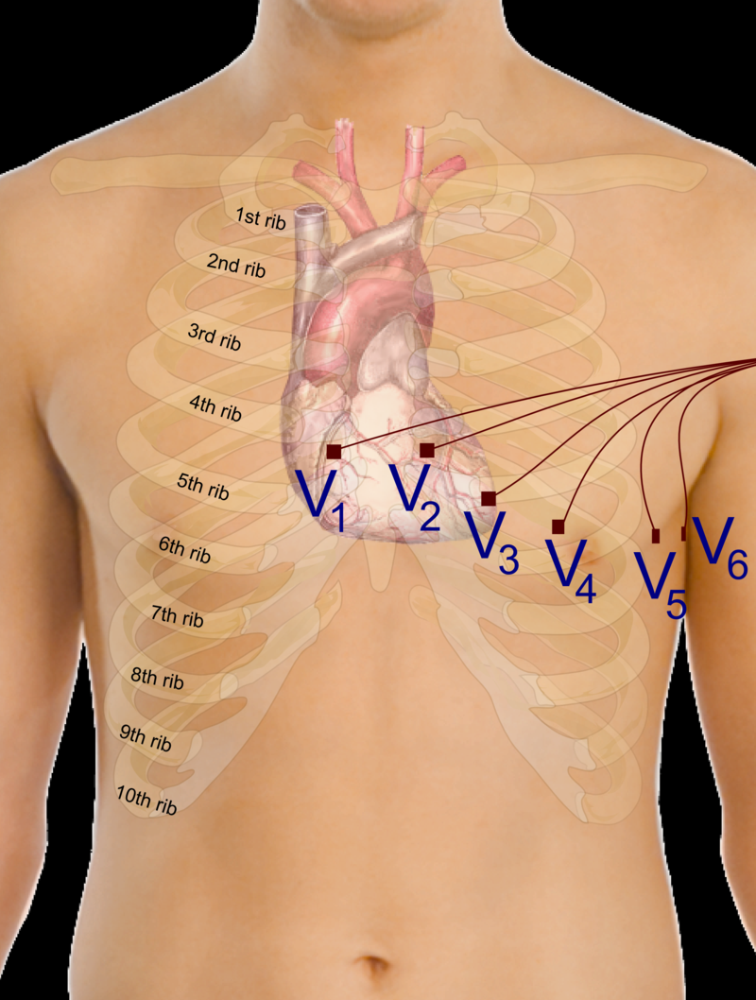 1st rib
2nd rib
3rd rib
4th rib
5th rib
6th rib
7th rib
8th rib
9th rib
10th rib
V1
V2
V3
V4
V5
V6